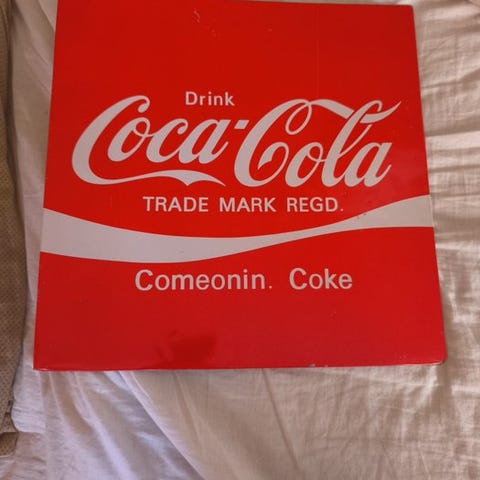 Drink
Coca-Cola
TRADE MARK REGD.
Comeonin. Coke